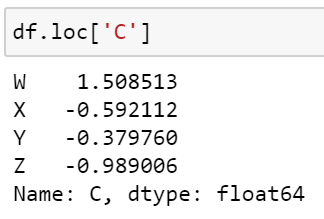 df.loc['C']
W    1.508513
X   -0.592112
Y   -0.379760
Z   -0.989006
Name: C, dtype: float64